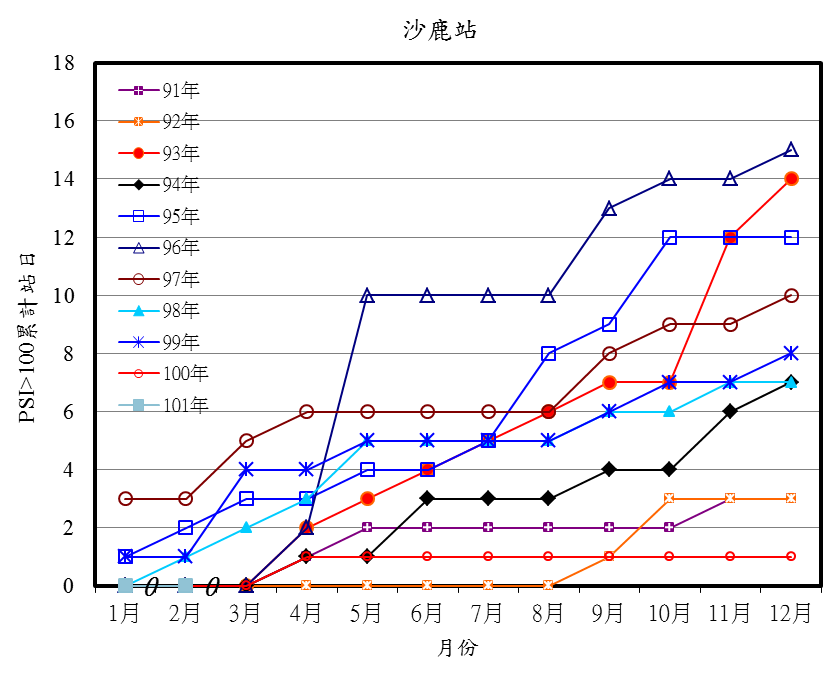 沙鹿站
PSI>100累計站日
18
16
14
12
10
8
6
4
2
0
91年
92年
93年
94年
95年
96年
97年
98年
99年
100年
101年
0 0
1月 2月 3月 4月 5月 6月 7月 8月 9月 10月 11月 12月
月份